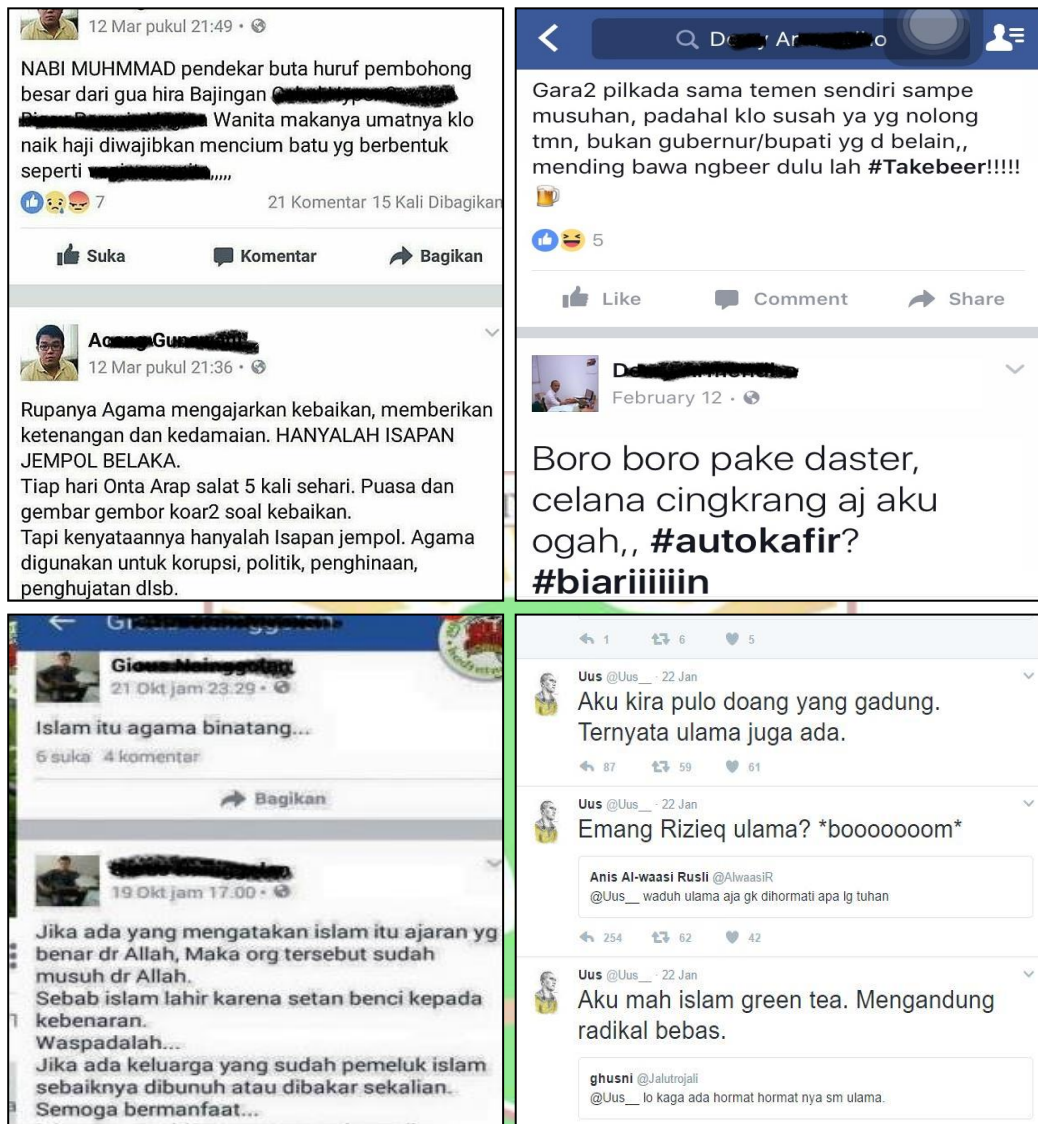 12 Mar pukul 21:49 •
NABI MUHMMAD pendekar buta huruf pembohong
besar dari gua hira Bajingan
Wanita makanya umatnya klo
naik haji diwajibkan mencium batu yg berbentuk
seperti ,,,,,
7 21 Komentar 15 Kali Dibagikan
Suka Komentar Bagikan
12 Mar pukul 21:36 •
Rupanya Agama mengajarkan kebaikan, memberikan
ketenangan dan kedamaian. HANYALAH ISAPAN
JEMPOL BELAKA.
Tiap hari Onta Arap salat 5 kali sehari. Puasa dan
gembar gembor koar2 soal kebaikan.
Tapi kenyataannya hanyalah Isapan jempol. Agama
digunakan untuk korupsi, politik, penghinaan,
penghujatan dlsb.
Gara2 pilkada sama temen sendiri sampe
musuhan, padahal klo susah ya yg nolong
tmn, bukan gubernur/bupati yg d belain,,
mending bawa ngbeer dulu lah #Takebeer!!!!!
5
Like Comment Share
February 12 •
Boro boro pake daster,
celana cingkrang aj aku
ogah,, #autokafir?
#biariiiiiin
21 Okt jam 23.29 •
Islam itu agama binatang...
6 suka 4 komentar
Bagikan
19 Okt jam 17.00 •
Jika ada yang mengatakan islam itu ajaran yg
benar dr Allah, Maka org tersebut sudah
musuh dr Allah.
Sebab islam lahir karena setan benci kepada
kebenaran.
Waspadalah...
Jika ada keluarga yang sudah pemeluk islam
sebaiknya dibunuh atau dibakar sekalian.
Semoga bermanfaat...
1 6 5
Uus @Uus__ · 22 Jan
Aku kira pulo doang yang gadung.
Ternyata ulama juga ada.
87 59 61
Uus @Uus__ · 22 Jan
Emang Rizieq ulama? *booooooom*
Anis Al-waasi Rusli @AlwaasiR
@Uus__ waduh ulama aja gk dihormati apa lg tuhan
254 62 42
Uus @Uus__ · 22 Jan
Aku mah islam green tea. Mengandung
radikal bebas.
ghusni @Jalutrojali
@Uus__ lo kaga ada hormat hormat nya sm ulama.